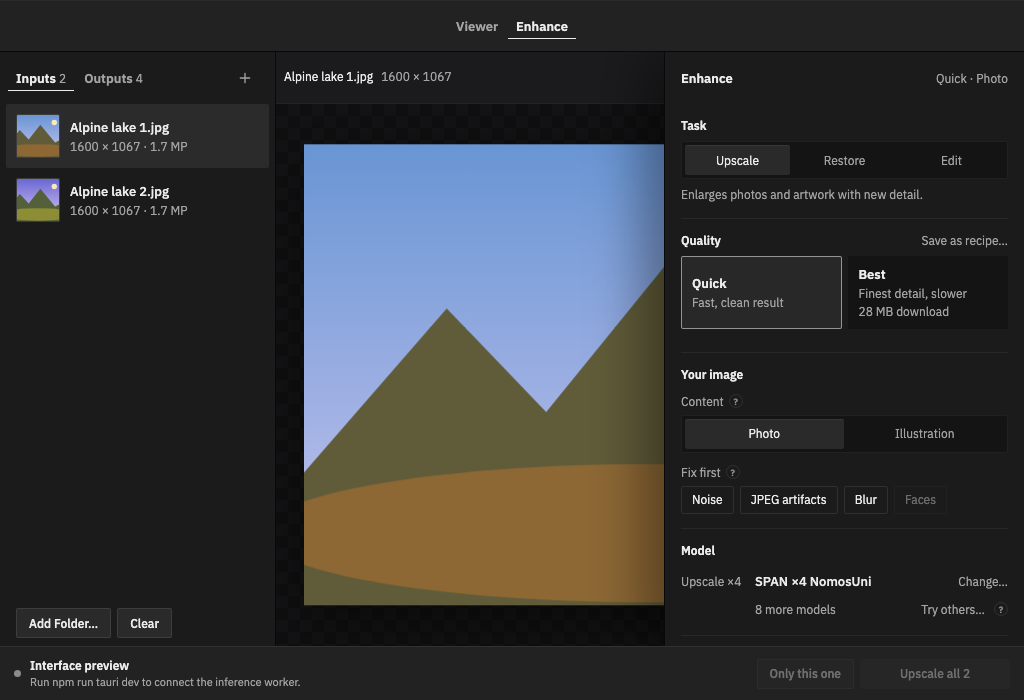 Viewer Enhance
Inputs 2 Outputs 4 +
Alpine lake 1.jpg
1600 × 1067 · 1.7 MP
Alpine lake 2.jpg
1600 × 1067 · 1.7 MP
Add Folder... Clear
Alpine lake 1.jpg 1600 × 1067
Enhance Quick · Photo
Task
Upscale Restore Edit
Enlarges photos and artwork with new detail.
Quality Save as recipe...
Quick
Fast, clean result
Best
Finest detail, slower
28 MB download
Your image
Content ?
Photo Illustration
Fix first ?
Noise JPEG artifacts Blur Faces
Model
Upscale ×4 SPAN ×4 NomosUni Change...
8 more models Try others... ?
Interface preview
Run npm run tauri dev to connect the inference worker.
Only this one Upscale all 2